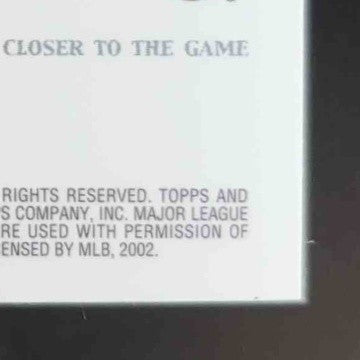 CLOSER TO THE GAME
RIGHTS RESERVED. TOPPS AND
S COMPANY, INC. MAJOR LEAGUE
RE USED WITH PERMISSION OF
ENSED BY MLB, 2002.